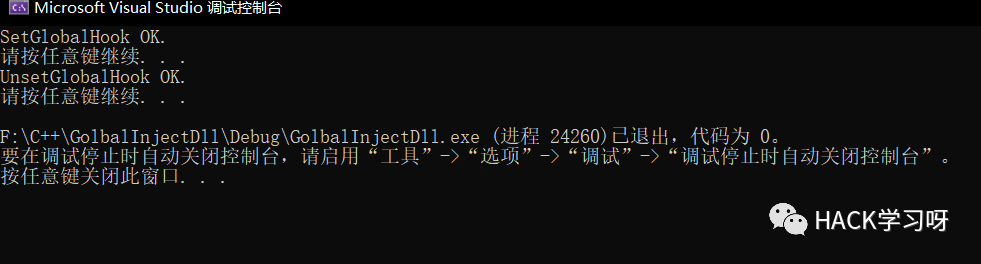 Microsoft Visual Studio 调试控制台
SetGlobalHook OK.
请按任意键继续. . .
UnsetGlobalHook OK.
请按任意键继续. . .
F:\C++\GolbalInjectDll\Debug\GolbalInjectDll.exe (进程 24260)已退出，代码为 0。
要在调试停止时自动关闭控制台，请启用“工具”->“选项”->“调试”->“调试停止时自动关闭控制台”。
按任意键关闭此窗口. . .
HACK学习呀